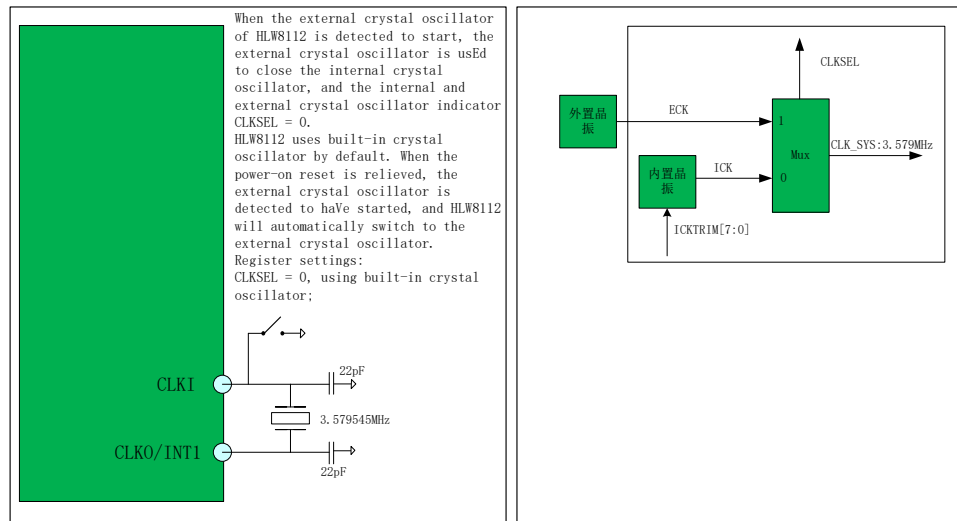 When the external crystal oscillator
of HLW8112 is detected to start, the
external crystal oscillator is usEd
to close the internal crystal
oscillator, and the internal and
external crystal oscillator indicator
CLKSEL = 0.
HLW8112 uses built-in crystal
oscillator by default. When the
power-on reset is relieved, the
external crystal oscillator is
detected to haVe started, and HLW8112
will automatically switch to the
external crystal oscillator.
Register settings:
CLKSEL = 0, using built-in crystal
oscillator;
22pF
CLKI
3.579545MHz
CLKO/INT1
22pF
CLKSEL
外置晶
振
ECK
1
Mux
CLK_SYS:3.579MHz
内置晶
振
ICK
0
ICKTRIM[7:0]